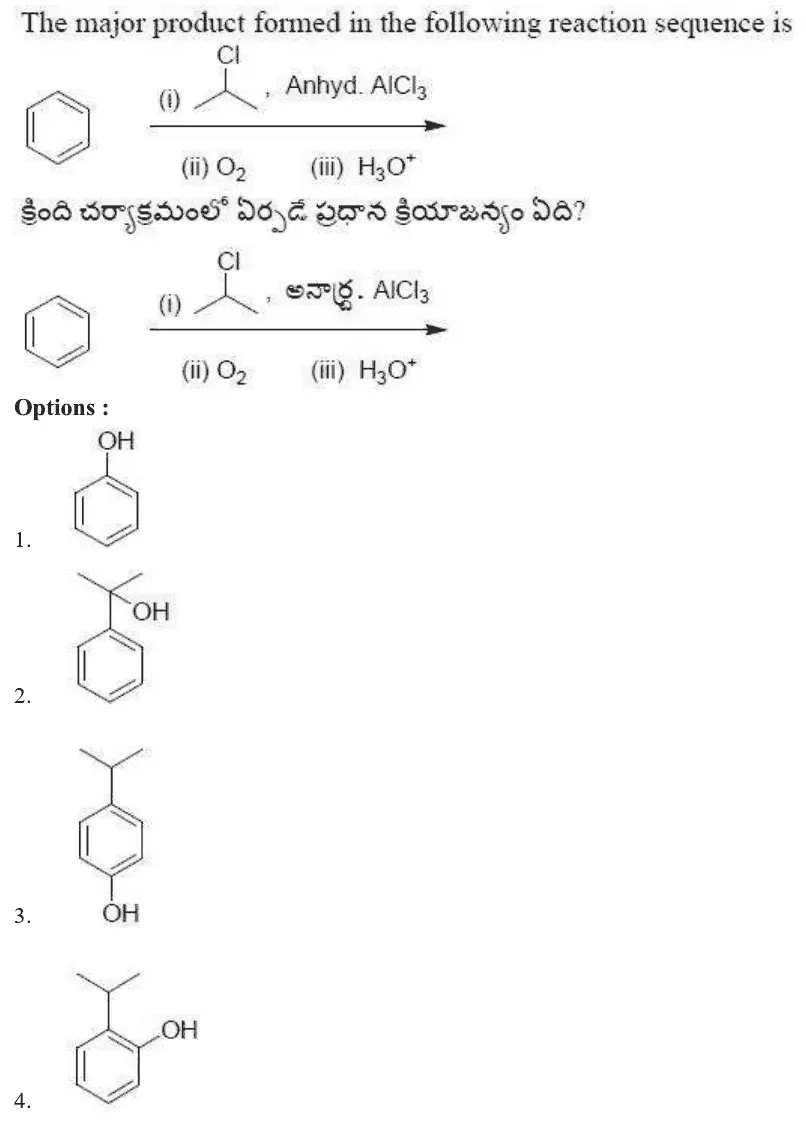 The major product formed in the following reaction sequence is
Cl
(i) , Anhyd. AlCl₃
(ii) O₂ (iii) H₃O⁺
క్రింది చర్యాక్రమంలో ఏర్పడే ప్రధాన క్రియాజన్యం ఏది?
Cl
(i) , అనార్ద్ర. AlCl₃
(ii) O₂ (iii) H₃O⁺
Options :
OH
1.
OH
2.
OH
3.
OH
4.